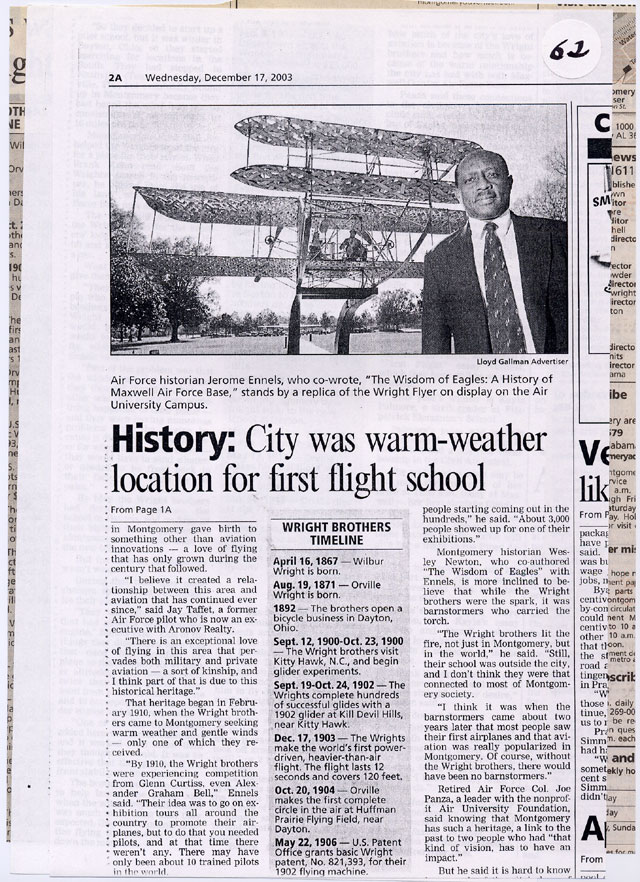 62
2A Wednesday, December 17, 2003
Lloyd Gallman Advertiser
Air Force historian Jerome Ennels, who co-wrote, "The Wisdom of Eagles: A History of
Maxwell Air Force Base," stands by a replica of the Wright Flyer on display on the Air
University Campus.
History: City was warm-weather
location for first flight school
From Page 1A
in Montgomery gave birth to
something other than aviation
innovations — a love of flying
that has only grown during the
century that followed.
"I believe it created a rela-
tionship between this area and
aviation that has continued ever
since," said Jay Taffet, a former
Air Force pilot who is now an ex-
ecutive with Aronov Realty.
"There is an exceptional love
of flying in this area that per-
vades both military and private
aviation — a sort of kinship, and
I think part of that is due to this
historical heritage."
That heritage began in Feru-
ary 1910, when the Wright broth-
ers came to Montgomery seeking
warm weather and gentle winds
— only one of which they re-
ceived.
"By 1910, the Wright brothers
were experiencing competition
from Glenn Curtiss, even Alex-
ander Graham Bell," Ennels
said. "Their idea was to go on ex-
hibition tours all around the
country to promote their air-
planes, but to do that you needed
pilots, and at that time there
weren't any. There may have
only been about 10 trained pilots
in the world.
WRIGHT BROTHERS
TIMELINE
April 16, 1867 — Wilbur
Wright is born.
Aug. 19, 1871 — Orville
Wright is born.
1892 — The brothers open a
bicycle business in Dayton,
Ohio.
Sept. 12, 1900-Oct. 23, 1900
— The Wright brothers visit
Kitty Hawk, N.C., and begin
glider experiments.
Sept. 19-Oct. 24, 1902 — The
Wrights complete hundreds
of successful glides with a
1902 glider at Kill Devil Hills,
near Kitty Hawk.
Dec. 17, 1903 — The Wrights
make the world's first power-
driven, heavier-than-air
flight. The flight lasts 12
seconds and covers 120 feet.
Oct. 20, 1904 — Orville
makes the first complete
circle in the air at Huffman
Prairie Flying Field, near
Dayton.
May 22, 1906 — U.S. Patent
Office grants basic Wright
patent, No. 821,393, for their
1902 flying machine.
people starting coming out in the
hundreds," he said. "About 3,000
people showed up for one of their
exhibitions."
Montgomery historian Wes-
ley Newton, who co-authored
"The Wisdom of Eagles" with
Ennels, is more inclined to be-
lieve that while the Wright
brothers were the spark, it was
barnstormers who carried the
torch.
"The Wright brothers lit the
fire, not just in Montgomery, but
in the world," he said. "Still,
their school was outside the city,
and I don't think they were that
connected to most of Montgom-
ery society.
"I think it was when the
barnstormers came about two
years later that most people saw
their first airplanes and that avi-
ation was really popularized in
Montgomery. Of course, without
the Wright brothers, there would
have been no barnstormers."
Retired Air Force Col. Joe
Panza, a leader with the nonprof-
it Air University Foundation,
said knowing that Montgomery
has such a heritage, a link to the
past to two people who had "that
kind of vision, has to have an
impact."
But he said it is hard to know